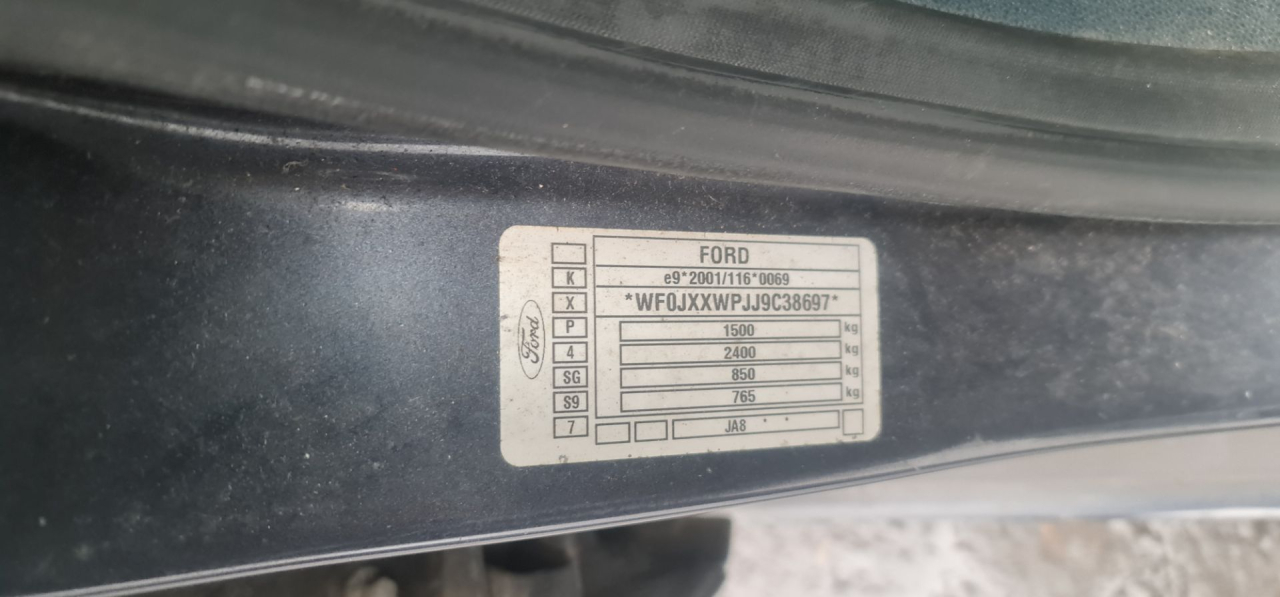 FORD
K e9*2001/116*0069
X *WF0JXXWPJJ9C38697*
P 1500 kg
4 2400 kg
SG 850 kg
S9 765 kg
7 JA8
Ford